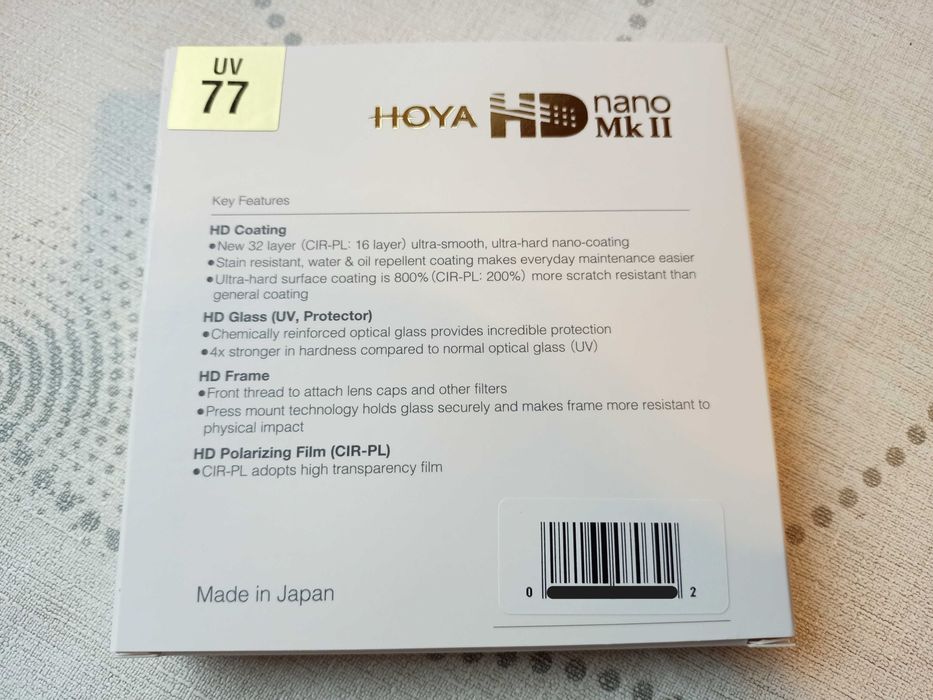 UV
77
HOYA HD nano Mk II
Key Features
HD Coating
●New 32 layer (CIR-PL: 16 layer) ultra-smooth, ultra-hard nano-coating
●Stain resistant, water & oil repellent coating makes everyday maintenance easier
●Ultra-hard surface coating is 800% (CIR-PL: 200%) more scratch resistant than
general coating
HD Glass (UV, Protector)
●Chemically reinforced optical glass provides incredible protection
●4x stronger in hardness compared to normal optical glass (UV)
HD Frame
●Front thread to attach lens caps and other filters
●Press mount technology holds glass securely and makes frame more resistant to
physical impact
HD Polarizing Film (CIR-PL)
●CIR-PL adopts high transparency film
Made in Japan
0 2